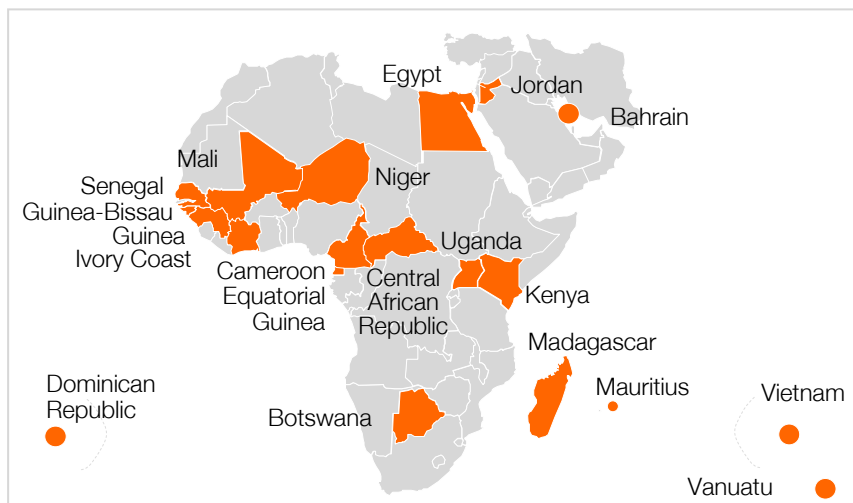 Egypt
Jordan
Bahrain
Mali
Niger
Senegal
Guinea-Bissau
Guinea
Ivory Coast
Uganda
Cameroon
Equatorial
Guinea
Central
African
Republic
Kenya
Madagascar
Mauritius
Dominican
Republic
Botswana
Vietnam
Vanuatu